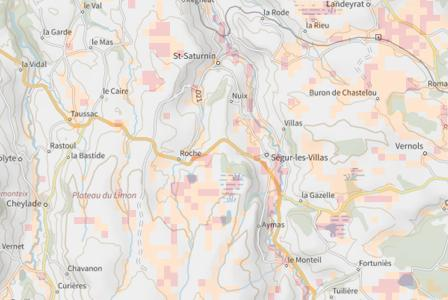 le Val
la Rode
Landeyrat
la Rieu
la Garde
le Mas
St-Saturnin
la Vidal
le Caire
D21
Nuix
Buron de Chastelou
Taussac
Villas
Rastoul
la Bastide
Roche
Ségur-les-Villas
Vernols
Plateau du Limon
Cheylade
la Gazelle
Aymas
Vernet
Chavanon
le Monteil
Fortuniès
Curières
Tuilière